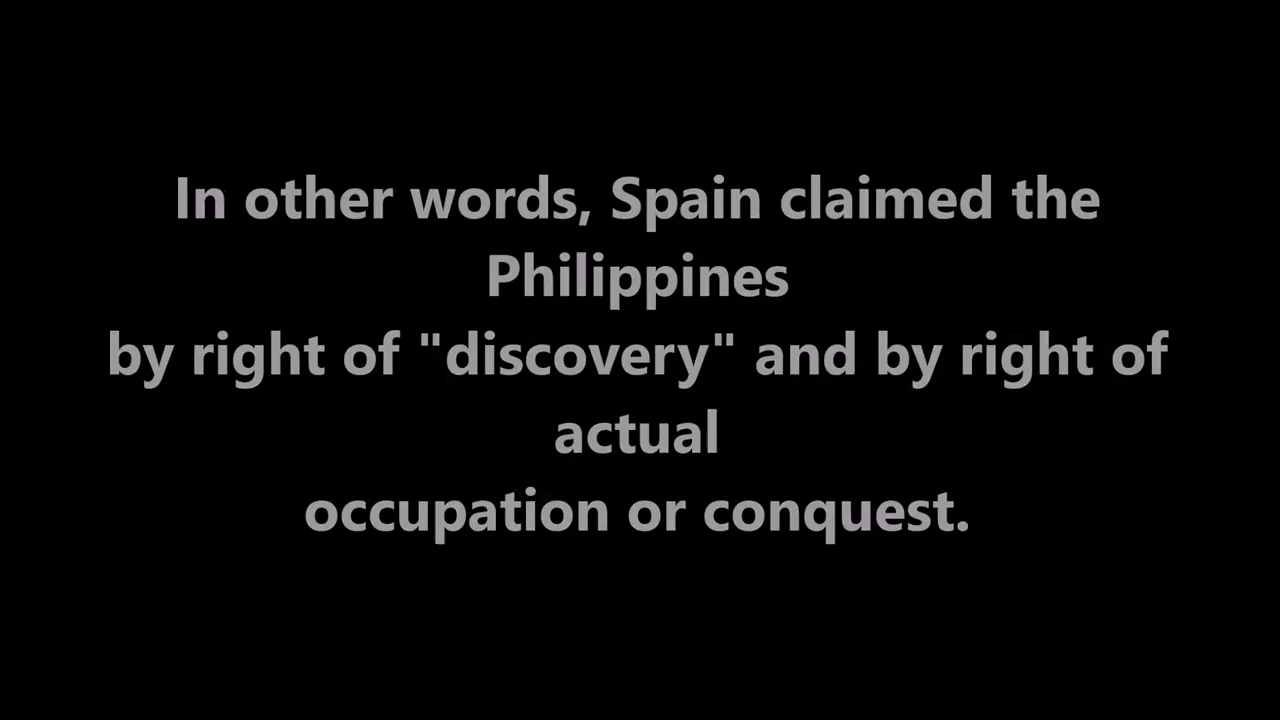 In other words, Spain claimed the
Philippines
by right of "discovery" and by right of
actual
occupation or conquest.